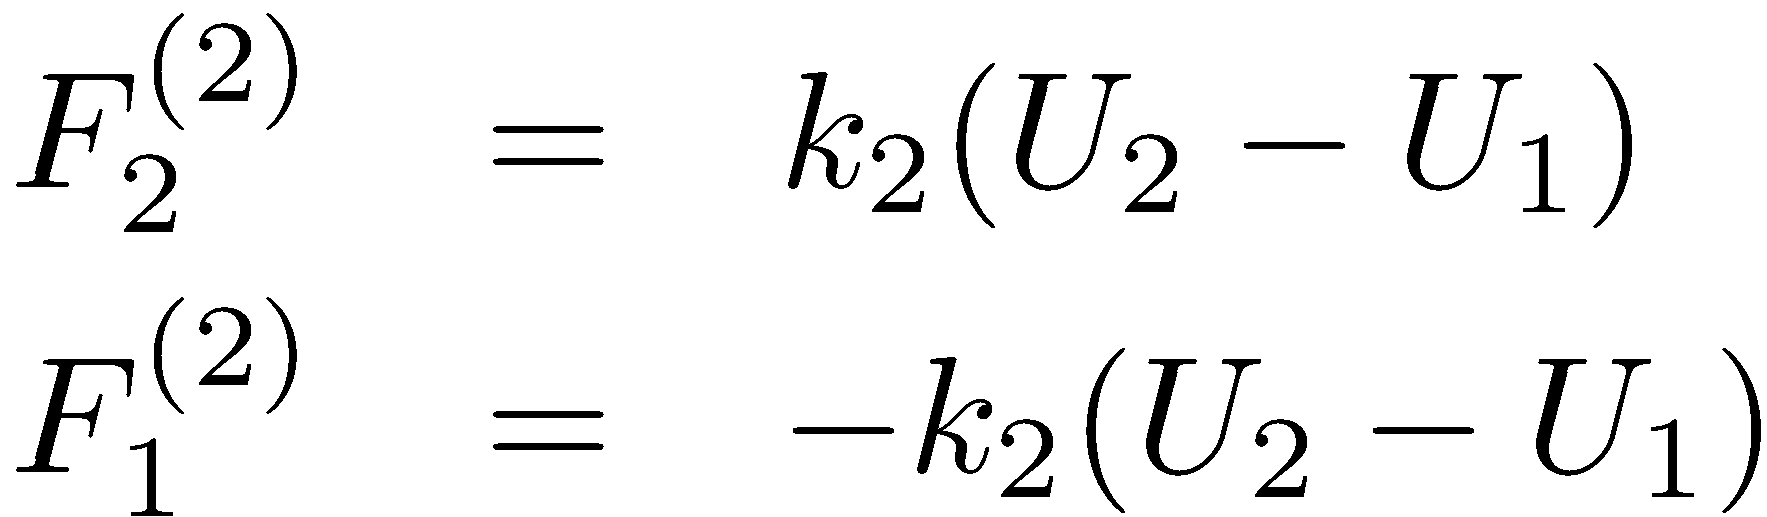 F_2^{(2)} = k_2(U_2 − U_1)
F_1^{(2)} = −k_2(U_2 − U_1)